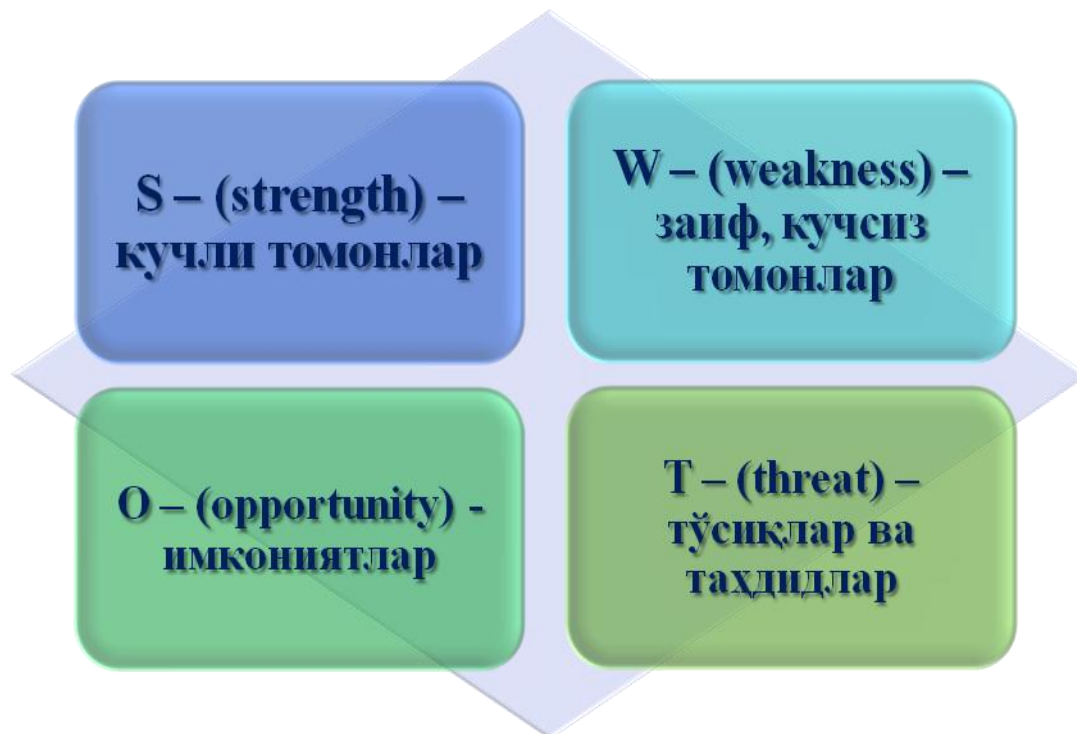 S – (strength) –
кучли томонлар
W – (weakness) –
заиф, кучсиз
томонлар
O – (opportunity) -
имкониятлар
T – (threat) –
тўсиқлар ва
таҳдидлар